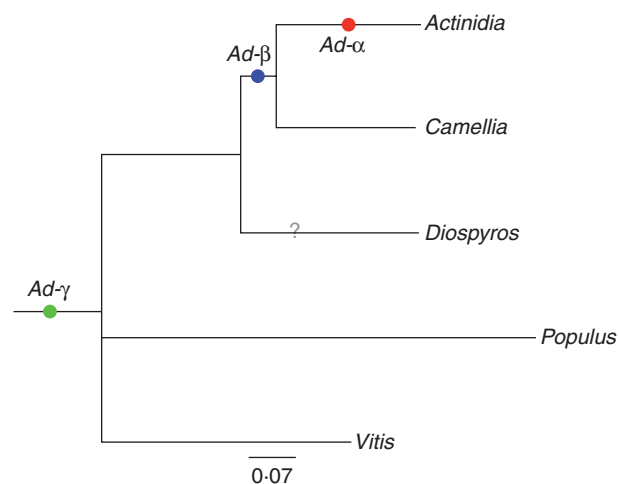 Actinidia
Ad-α
Ad-β
Camellia
?
Diospyros
Ad-γ
Populus
Vitis
0·07